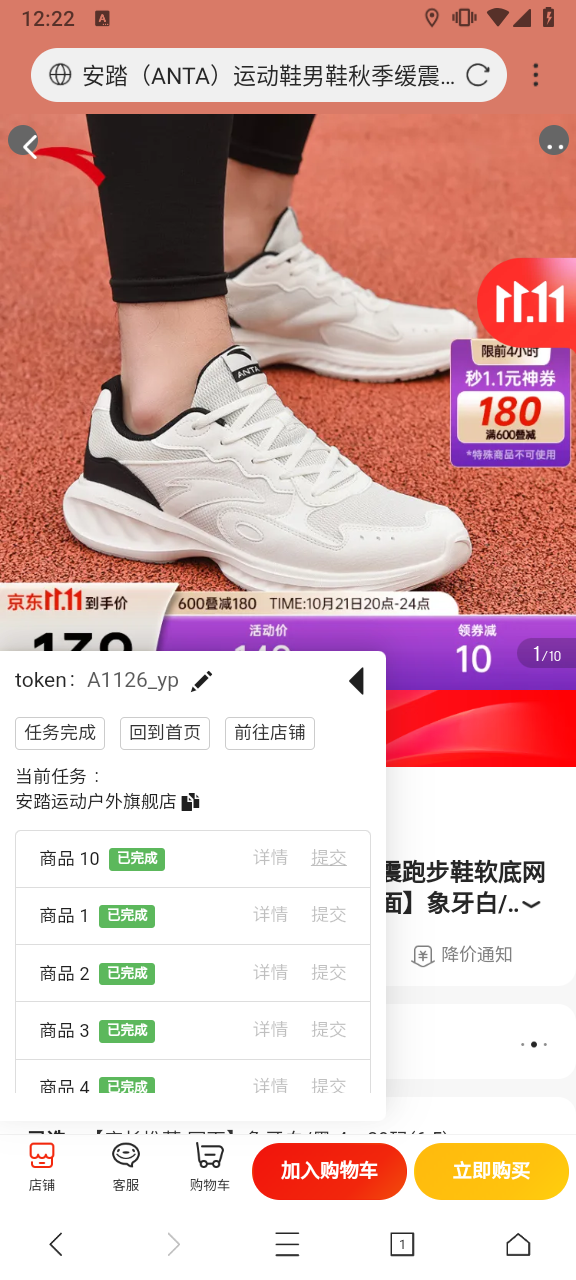 12:22
安踏（ANTA）运动鞋男鞋秋季缓震...
11.11
ANTA
限前4小时
秒1.1元神券
180
满600叠减
*特殊商品不可使用
京东11.11到手价
600叠减180 TIME:10月21日20点-24点
活动价
领券减
10
1/10
token： A1126_yp
任务完成 回到首页 前往店铺
当前任务：
安踏运动户外旗舰店
商品 10 已完成 详情 提交
震跑步鞋软底网
面】象牙白/..
商品 1 已完成 详情 提交
降价通知
商品 2 已完成 详情 提交
商品 3 已完成 详情 提交
商品 4 已完成 详情 提交
店铺 客服 购物车 加入购物车 立即购买
1